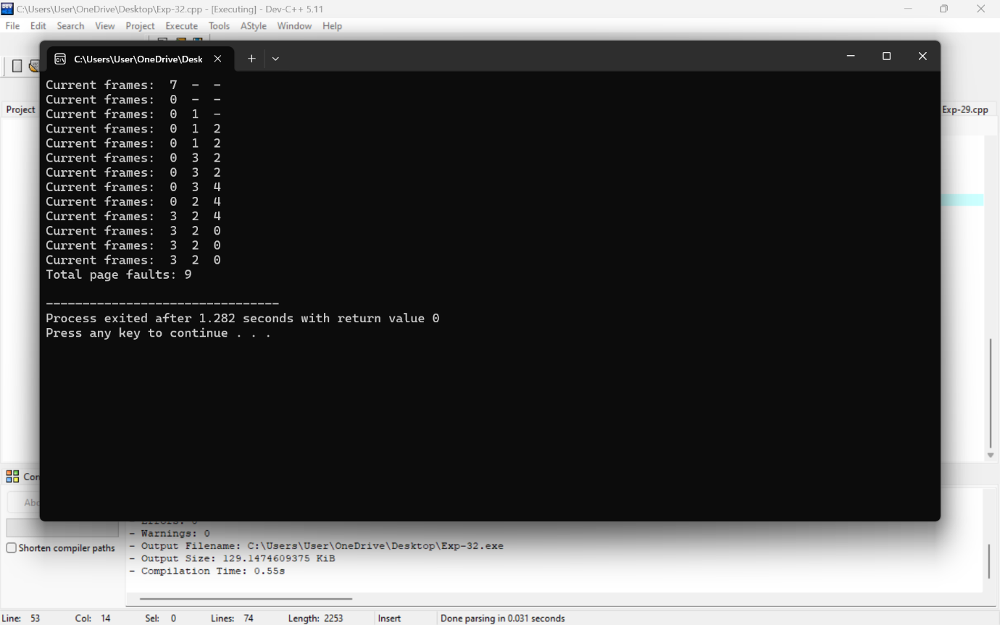 C:\Users\User\OneDrive\Desktop\Exp-32.cpp - [Executing] - Dev-C++ 5.11
File Edit Search View Project Execute Tools AStyle Window Help
C:\Users\User\OneDrive\Desk
Project
Exp-29.cpp
Current frames: 7 - -
Current frames: 0 - -
Current frames: 0 1 -
Current frames: 0 1 2
Current frames: 0 1 2
Current frames: 0 3 2
Current frames: 0 3 2
Current frames: 0 3 4
Current frames: 0 2 4
Current frames: 3 2 4
Current frames: 3 2 0
Current frames: 3 2 0
Current frames: 3 2 0
Total page faults: 9
--------------------------------
Process exited after 1.282 seconds with return value 0
Press any key to continue . . .
- Warnings: 0
- Output Filename: C:\Users\User\OneDrive\Desktop\Exp-32.exe
- Output Size: 129.1474609375 KiB
- Compilation Time: 0.55s
Shorten compiler paths
Line: 53 Col: 14 Sel: 0 Lines: 74 Length: 2253 Insert Done parsing in 0.031 seconds